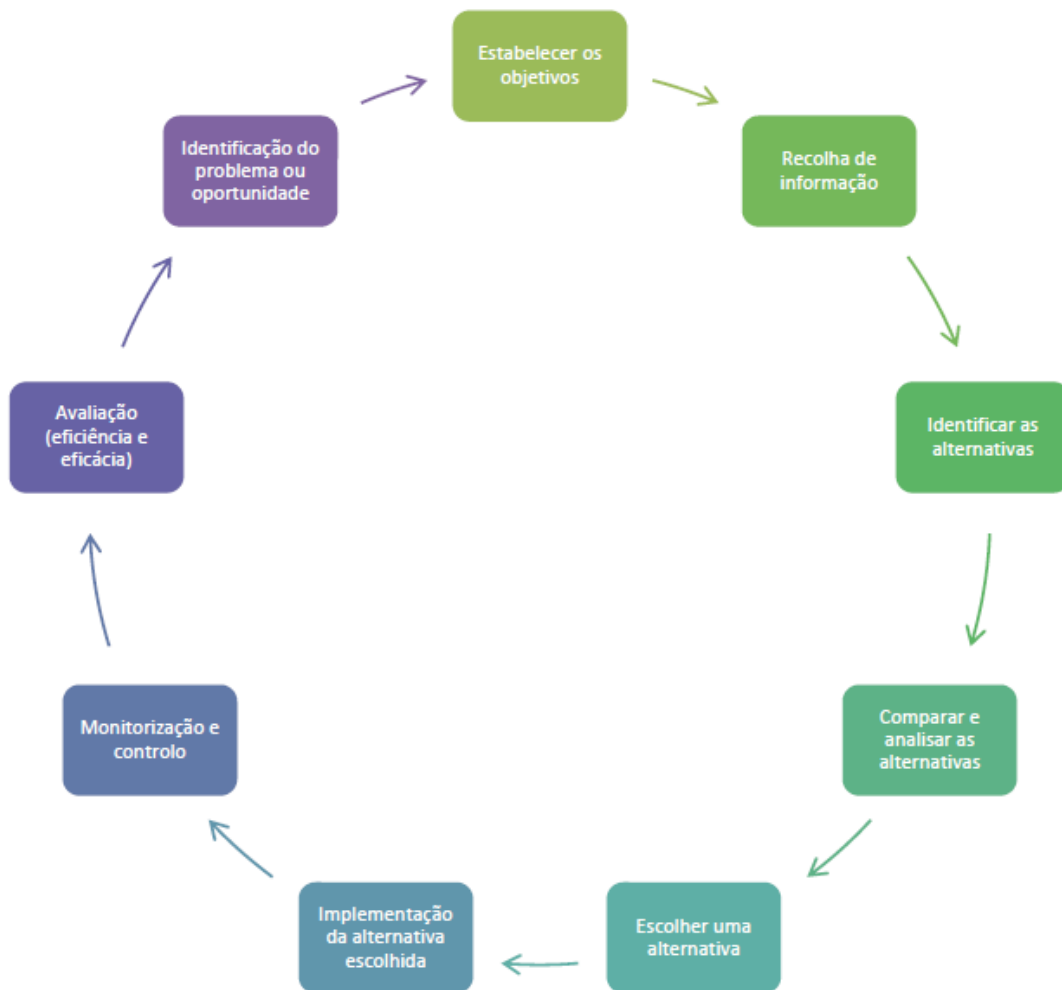 Estabelecer os
objetivos
Recolha de
informação
Identificar as
alternativas
Comparar e
analisar as
alternativas
Escolher uma
alternativa
Implementação
da alternativa
escolhida
Monitorização e
controlo
Avaliação
(eficiência e
eficácia)
Identificação do
problema ou
oportunidade